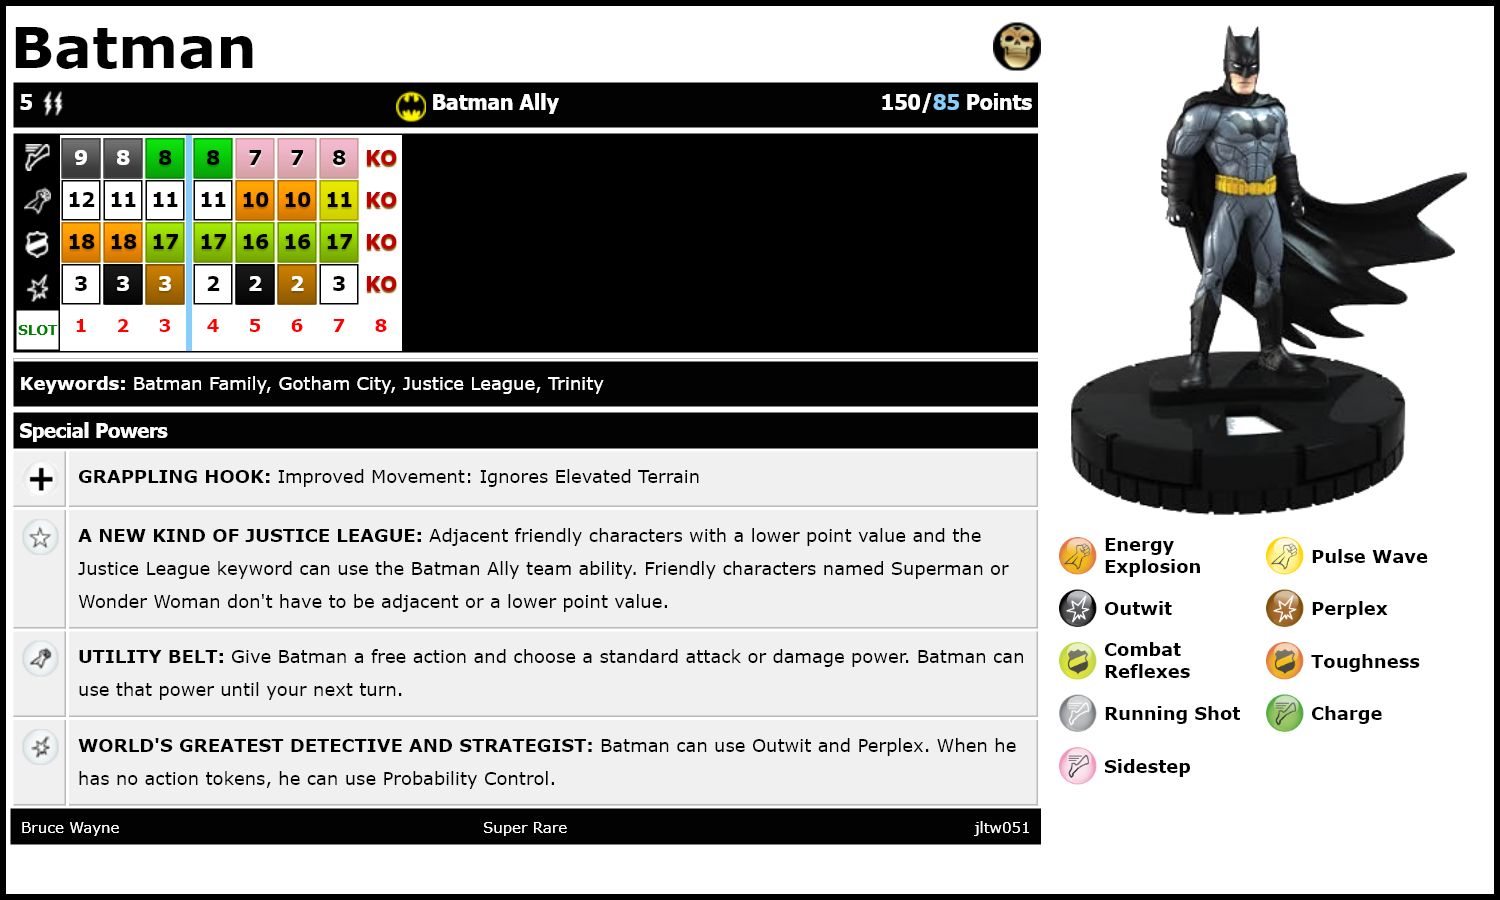 Batman
5 Batman Ally 150/85 Points
9 8 8 8 7 7 8 KO
12 11 11 11 10 10 11 KO
18 18 17 17 16 16 17 KO
3 3 3 2 2 2 3 KO
SLOT 1 2 3 4 5 6 7 8
Keywords: Batman Family, Gotham City, Justice League, Trinity
Special Powers
GRAPPLING HOOK: Improved Movement: Ignores Elevated Terrain
A NEW KIND OF JUSTICE LEAGUE: Adjacent friendly characters with a lower point value and the
Justice League keyword can use the Batman Ally team ability. Friendly characters named Superman or
Wonder Woman don't have to be adjacent or a lower point value.
UTILITY BELT: Give Batman a free action and choose a standard attack or damage power. Batman can
use that power until your next turn.
WORLD'S GREATEST DETECTIVE AND STRATEGIST: Batman can use Outwit and Perplex. When he
has no action tokens, he can use Probability Control.
Bruce Wayne Super Rare jltw051
Energy
Explosion
Pulse Wave
Outwit
Perplex
Combat
Reflexes
Toughness
Running Shot
Charge
Sidestep